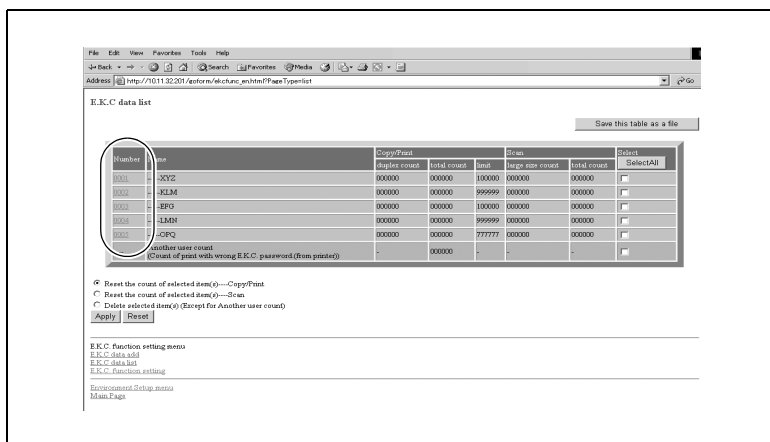 File Edit View Favorites Tools Help
Back Search Favorites Media
Address http://10.11.32.201/goform/ekcfunc_en.html?PageType=list Go
E.K.C data list
Save this table as a file
Number Name Copy/Print Scan Select
duplex count total count limit large size count total count SelectAll
0001 ---XYZ 000000 000000 100000 000000 000000
0002 ---KLM 000000 000000 999999 000000 000000
0003 ---EFG 000000 000000 100000 000000 000000
0004 ---LMN 000000 000000 999999 000000 000000
0005 ---OPQ 000000 000000 777777 000000 000000
Another user count
(Count of print with wrong E.K.C. password.(from printer)) - 000000 - - -
Reset the count of selected item(s)----Copy/Print
Reset the count of selected item(s)----Scan
Delete selected item(s) (Except for Another user count)
Apply Reset
E.K.C. function setting menu
E.K.C data add
E.K.C data list
E.K.C. function setting
Environment Setup menu
Main Page